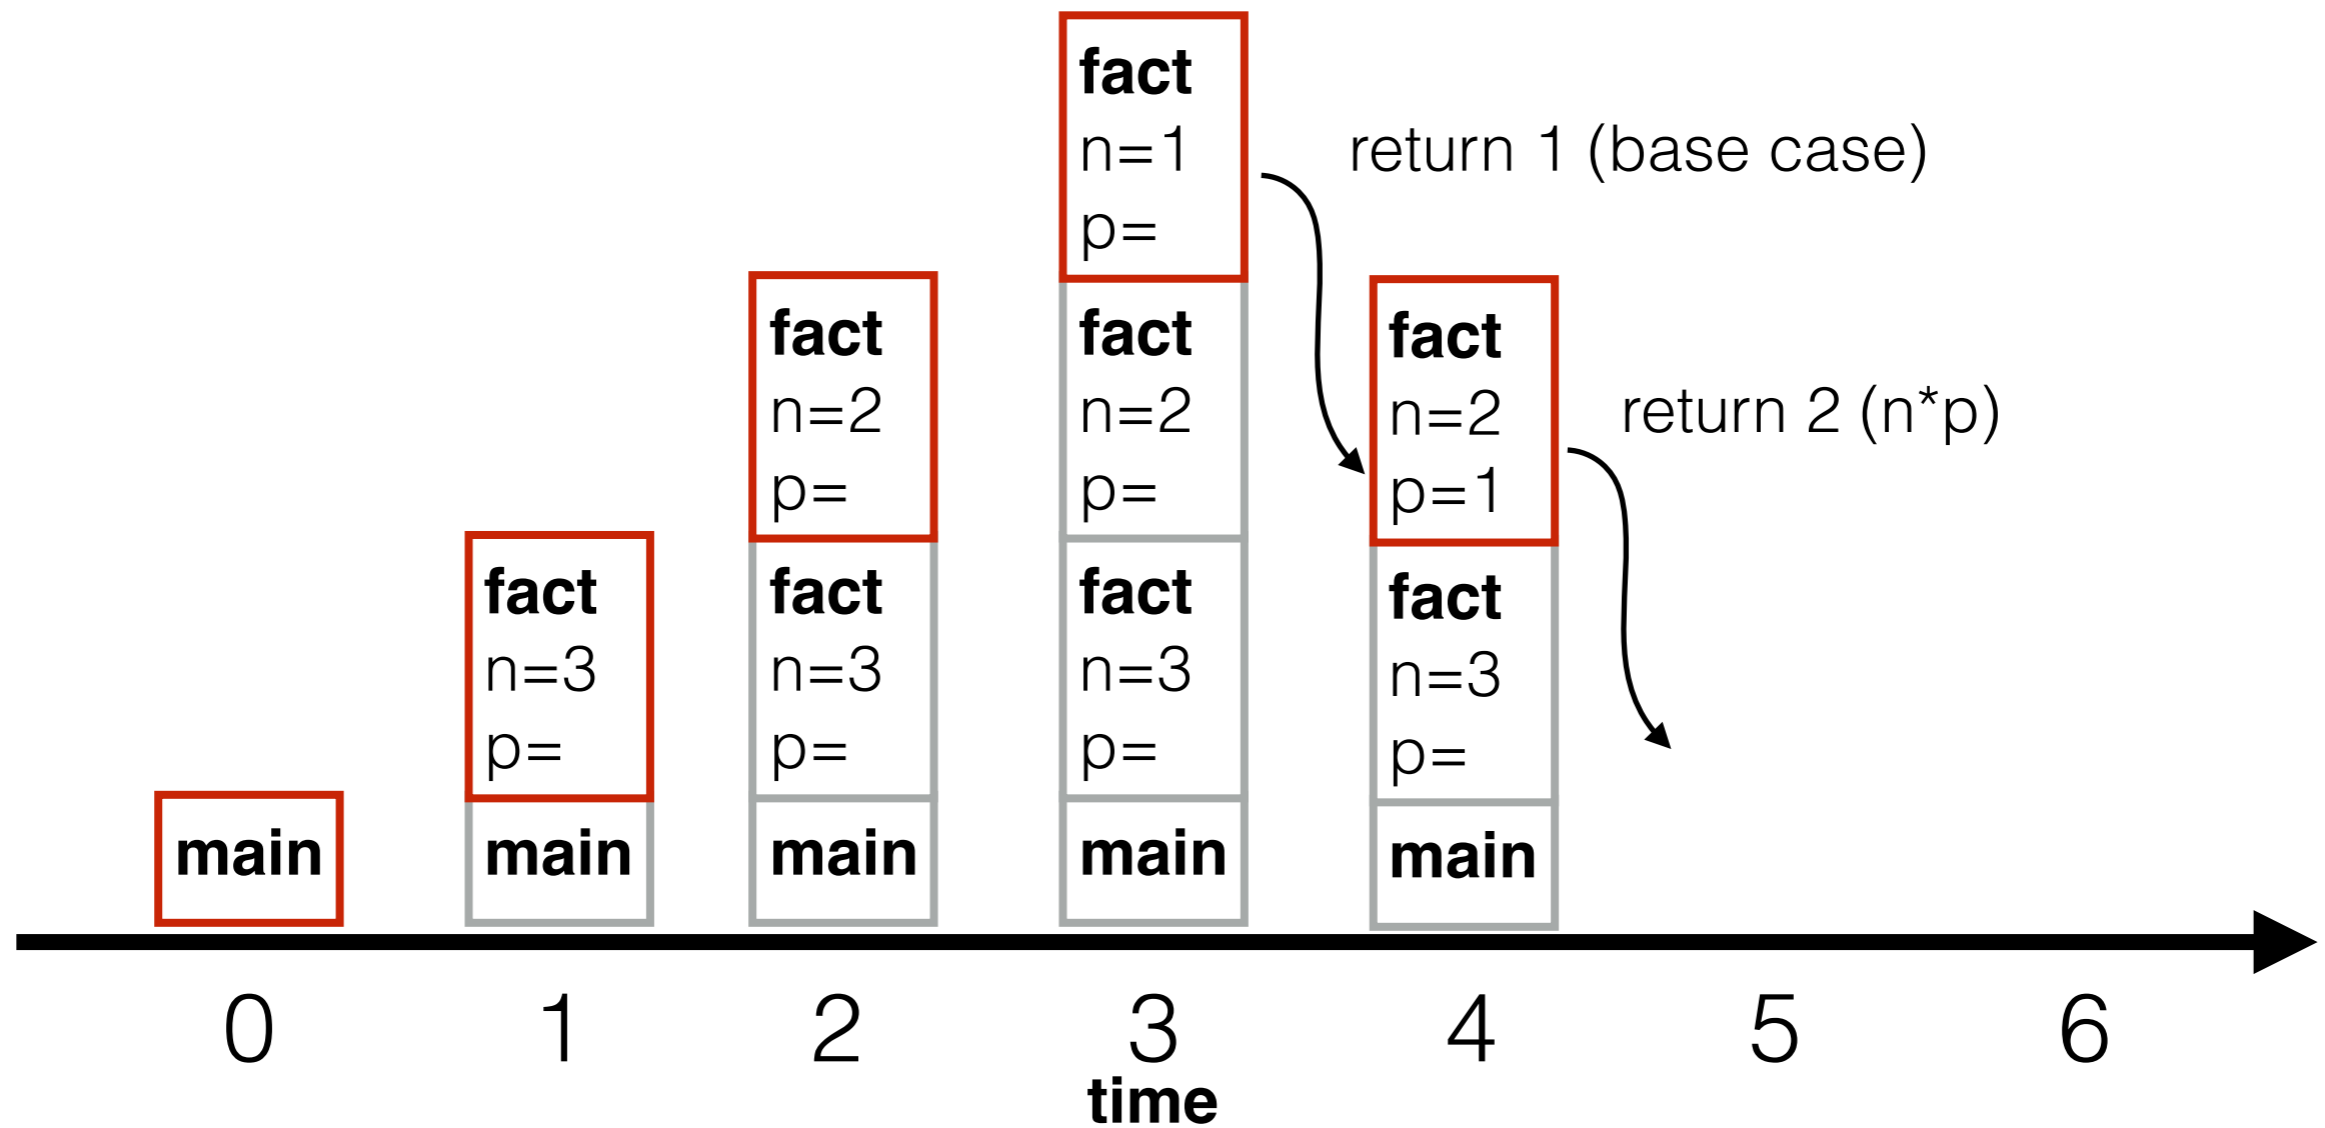 main
fact
n=3
p=
main
fact
n=2
p=
fact
n=3
p=
main
fact
n=1
p=
fact
n=2
p=
fact
n=3
p=
main
return 1 (base case)
fact
n=2
p=1
fact
n=3
p=
main
return 2 (n*p)
0 1 2 3 4 5 6
time